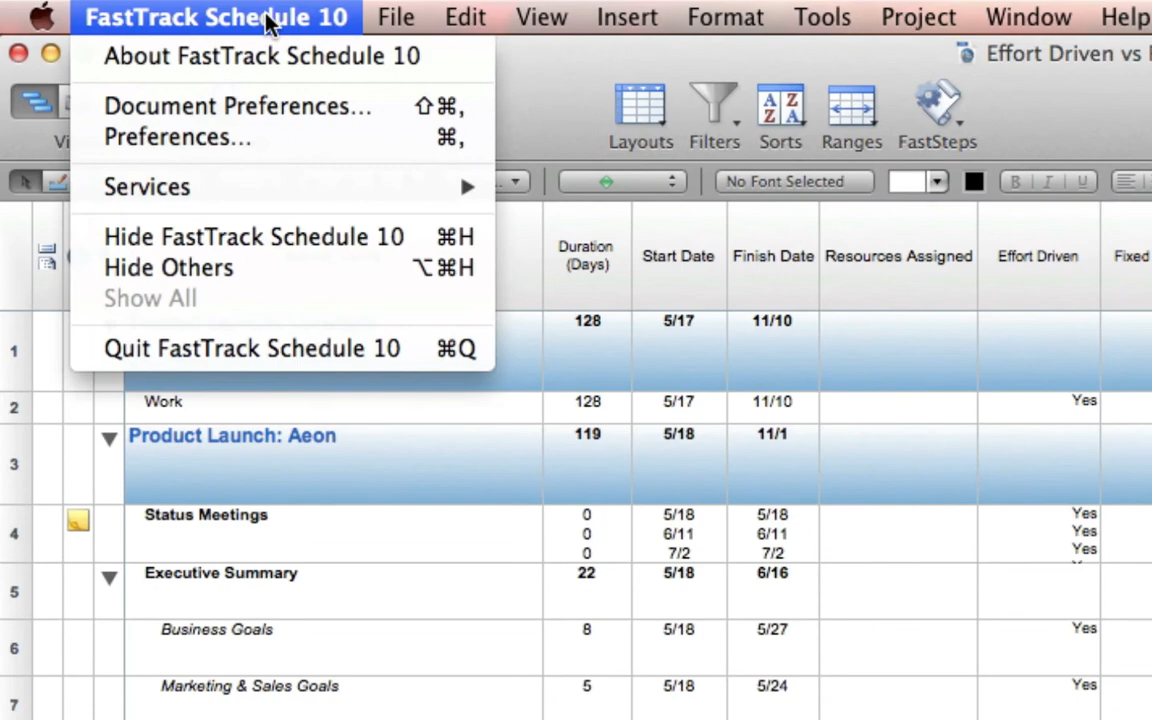 FastTrack Schedule 10 File Edit View Insert Format Tools Project Window Help
About FastTrack Schedule 10
Document Preferences... ⇧⌘,
Preferences... ⌘,
Services ▶
Hide FastTrack Schedule 10 ⌘H
Hide Others ⌥⌘H
Show All
Quit FastTrack Schedule 10 ⌘Q
Effort Driven vs
Layouts Filters Sorts Ranges FastSteps
No Font Selected B I U
Duration (Days) Start Date Finish Date Resources Assigned Effort Driven Fixed
1 128 5/17 11/10
2 Work 128 5/17 11/10 Yes
3 Product Launch: Aeon 119 5/18 11/1
4 Status Meetings 0 5/18 5/18 Yes
0 6/11 6/11 Yes
0 7/2 7/2 Yes
5 Executive Summary 22 5/18 6/16
6 Business Goals 8 5/18 5/27 Yes
7 Marketing & Sales Goals 5 5/18 5/24 Yes